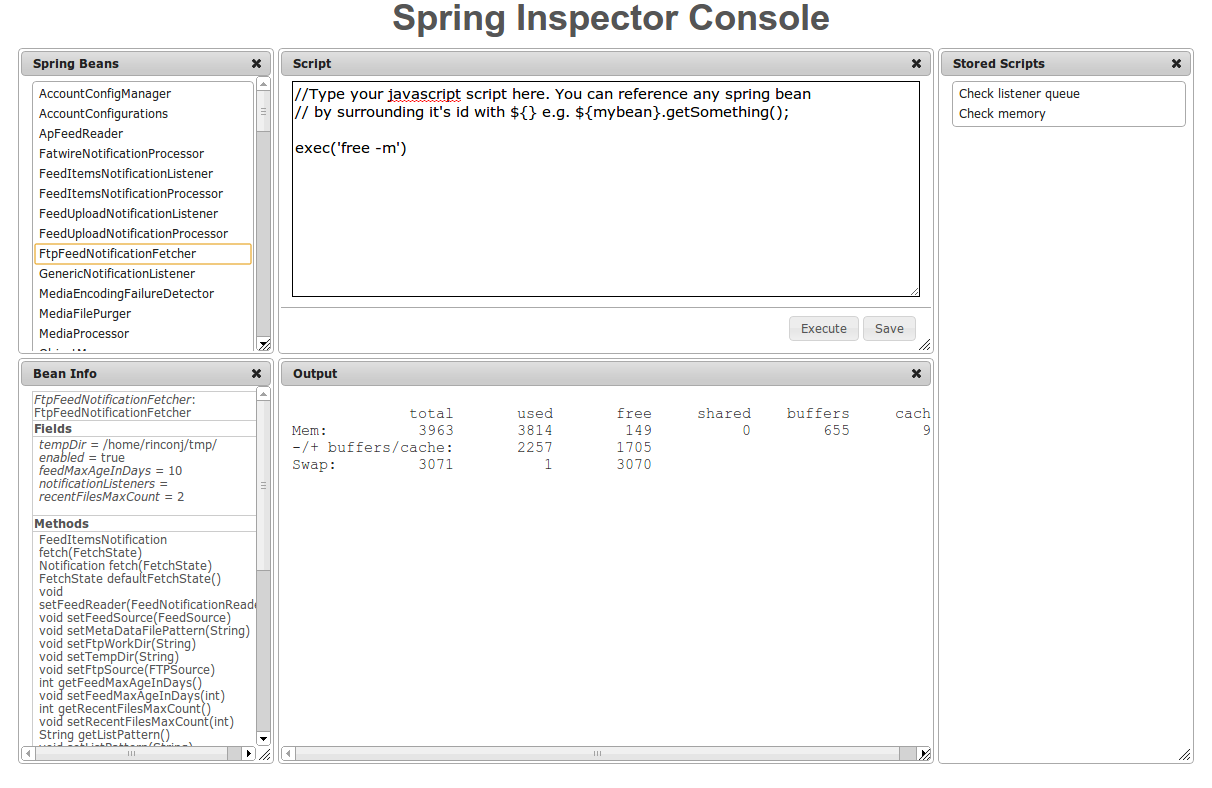 Spring Inspector Console
Spring Beans
AccountConfigManager
AccountConfigurations
ApFeedReader
FatwireNotificationProcessor
FeedItemsNotificationListener
FeedItemsNotificationProcessor
FeedUploadNotificationListener
FeedUploadNotificationProcessor
FtpFeedNotificationFetcher
GenericNotificationListener
MediaEncodingFailureDetector
MediaFilePurger
MediaProcessor
Script
//Type your javascript script here. You can reference any spring bean
// by surrounding it's id with ${} e.g. ${mybean}.getSomething();
exec('free -m')
Execute Save
Stored Scripts
Check listener queue
Check memory
Bean Info
FtpFeedNotificationFetcher:
FtpFeedNotificationFetcher
Fields
tempDir = /home/rinconj/tmp/
enabled = true
feedMaxAgeInDays = 10
notificationListeners =
recentFilesMaxCount = 2
Methods
FeedItemsNotification
fetch(FetchState)
Notification fetch(FetchState)
FetchState defaultFetchState()
void
setFeedReader(FeedNotificationReade
void setFeedSource(FeedSource)
void setMetaDataFilePattern(String)
void setFtpWorkDir(String)
void setTempDir(String)
void setFtpSource(FTPSource)
int getFeedMaxAgeInDays()
void setFeedMaxAgeInDays(int)
int getRecentFilesMaxCount()
void setRecentFilesMaxCount(int)
String getListPattern()
void setListPattern(String)
Output
total used free shared buffers cach
Mem: 3963 3814 149 0 655 9
-/+ buffers/cache: 2257 1705
Swap: 3071 1 3070